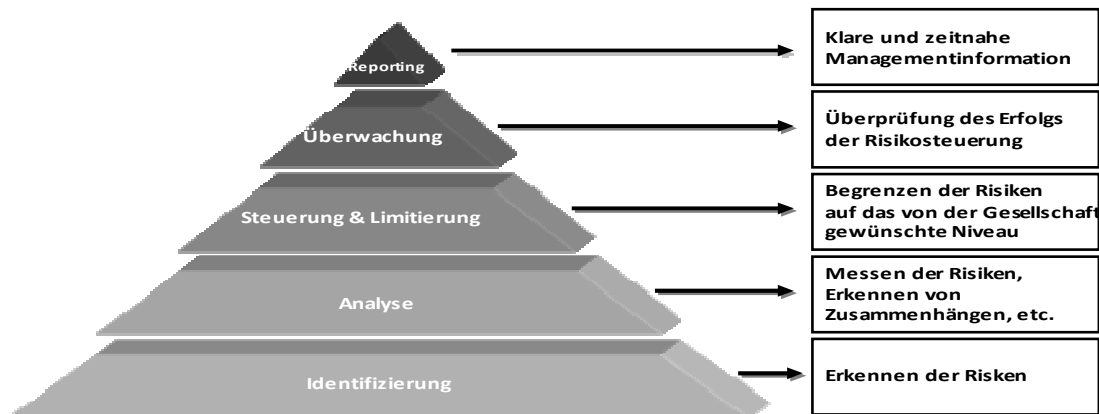 Reporting
Klare und zeitnahe
Managementinformation
Überwachung
Überprüfung des Erfolgs
der Risikosteuerung
Steuerung & Limitierung
Begrenzen der Risiken
auf das von der Gesellschaft
gewünschte Niveau
Analyse
Messen der Risiken,
Erkennen von
Zusammenhängen, etc.
Identifizierung
Erkennen der Risken